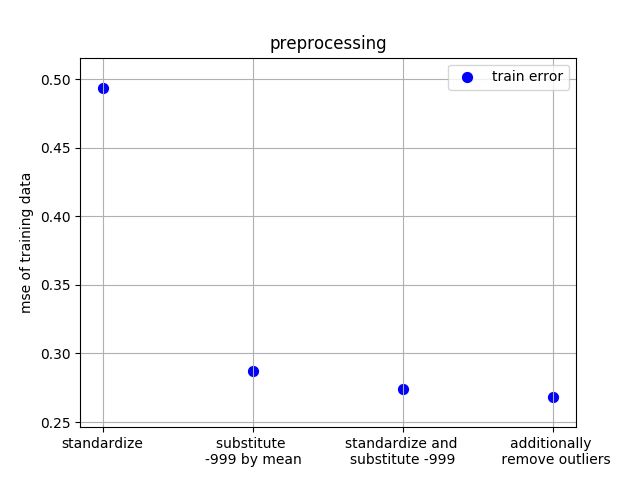 preprocessing
train error
mse of training data
0.50
0.45
0.40
0.35
0.30
0.25
standardize
substitute
-999 by mean
standardize and
substitute -999
additionally
remove outliers